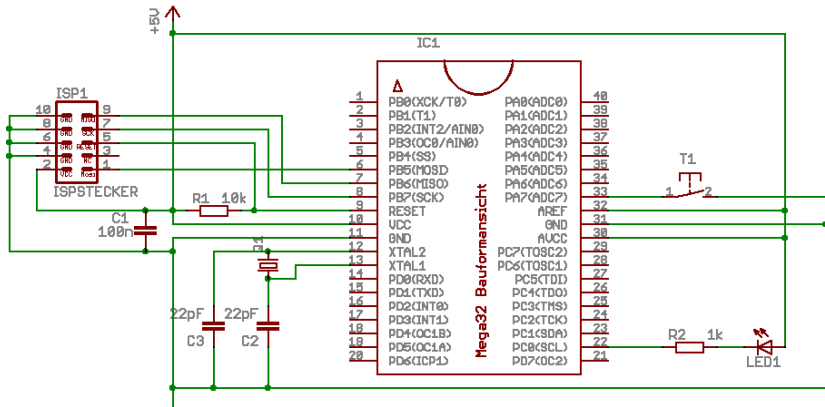 +5V
IC1
ISP1
10 9
8 7
6 5
4 3
2 1
GND MISO
GND SCK
GND RESET
GND NC
VCC MOSI
ISPSTECKER
R1 10k
C1
100n
Q1
22pF 22pF
C3 C2
1 PB0(XCK/T0) PA0(ADC0) 40
2 PB1(T1) PA1(ADC1) 39
3 PB2(INT2/AIN0) PA2(ADC2) 38
4 PB3(OC0/AIN0) PA3(ADC3) 37
5 PB4(SS) PA4(ADC4) 36
6 PB5(MOSI) PA5(ADC5) 35
7 PB6(MISO) PA6(ADC6) 34
8 PB7(SCK) PA7(ADC7) 33
9 RESET AREF 32
10 VCC GND 31
11 GND AVCC 30
12 XTAL2 PC7(TOSC2) 29
13 XTAL1 PC6(TOSC1) 28
14 PD0(RXD) PC5(TDI) 27
15 PD1(TXD) PC4(TDO) 26
16 PD2(INT0) PC3(TMS) 25
17 PD3(INT1) PC2(TCK) 24
18 PD4(OC1B) PC1(SDA) 23
19 PD5(OC1A) PC0(SCL) 22
20 PD6(ICP1) PD7(OC2) 21
Mega32 Bauformansicht
T1
1 2
R2 1k
LED1